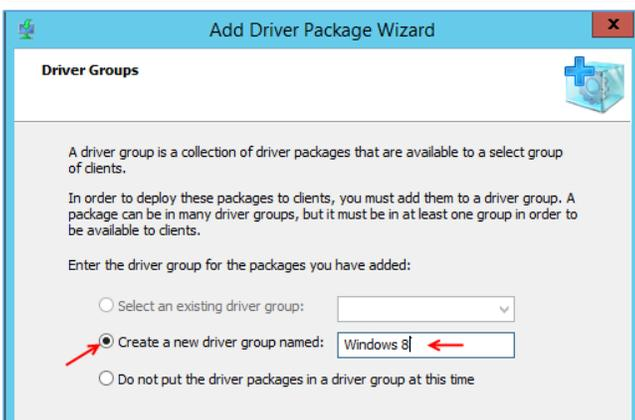 Add Driver Package Wizard
x
Driver Groups
A driver group is a collection of driver packages that are available to a select group
of clients.
In order to deploy these packages to clients, you must add them to a driver group. A
package can be in many driver groups, but it must be in at least one group in order to
be available to clients.
Enter the driver group for the packages you have added:
Select an existing driver group:
Create a new driver group named: Windows 8
Do not put the driver packages in a driver group at this time